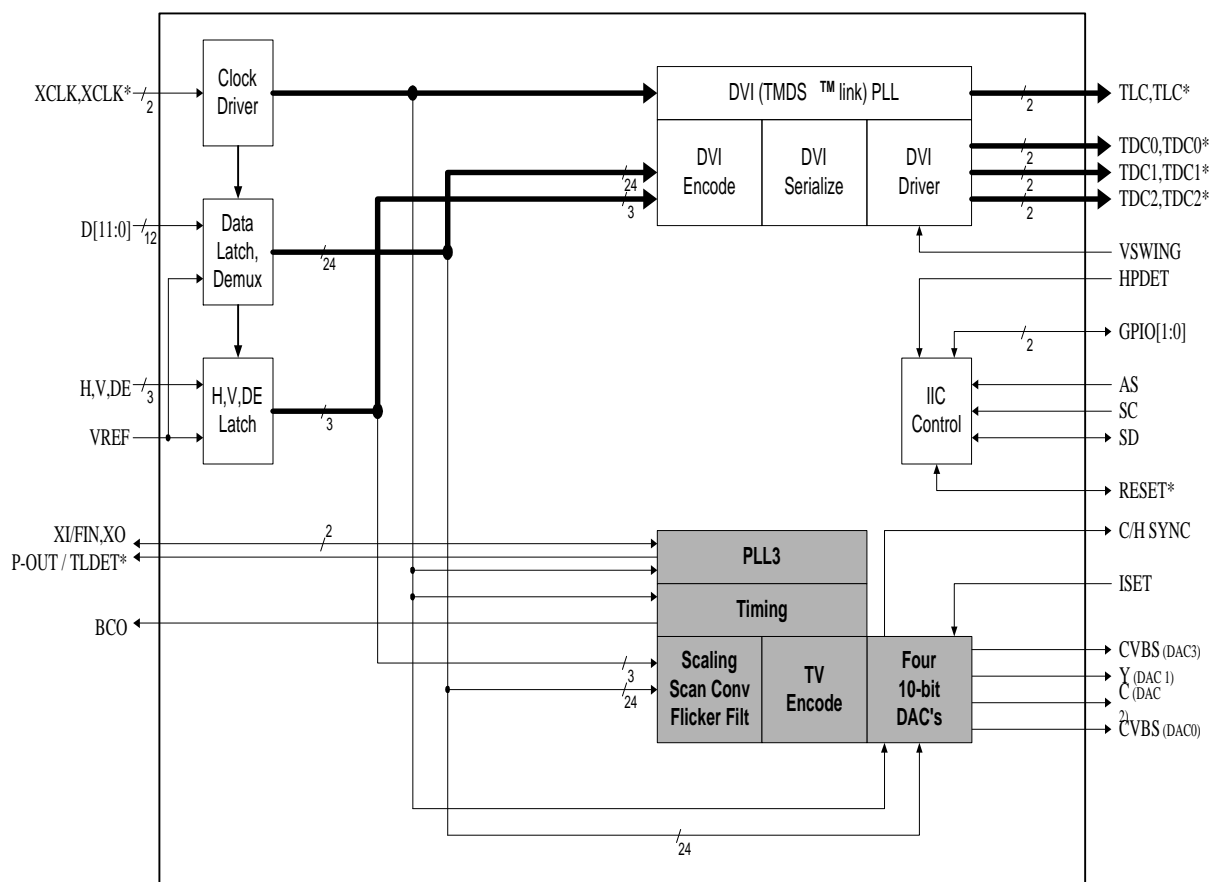 XCLK,XCLK*
2
Clock
Driver
DVI (TMDS ™ link) PLL
2
TLC,TLC*
DVI
Encode
DVI
Serialize
DVI
Driver
2
TDC0,TDC0*
24
2
TDC1,TDC1*
3
2
TDC2,TDC2*
D[11:0]
12
Data
Latch,
Demux
24
VSWING
HPDET
2
GPIO[1:0]
H,V,DE
3
H,V,DE
Latch
3
VREF
IIC
Control
AS
SC
SD
RESET*
XI/FIN,XO
2
C/H SYNC
P-OUT / TLDET*
PLL3
ISET
BCO
Timing
3
24
Scaling
Scan Conv
Flicker Filt
TV
Encode
Four
10-bit
DAC's
CVBS (DAC3)
Y (DAC 1)
C (DAC
2)
CVBS (DAC0)
24